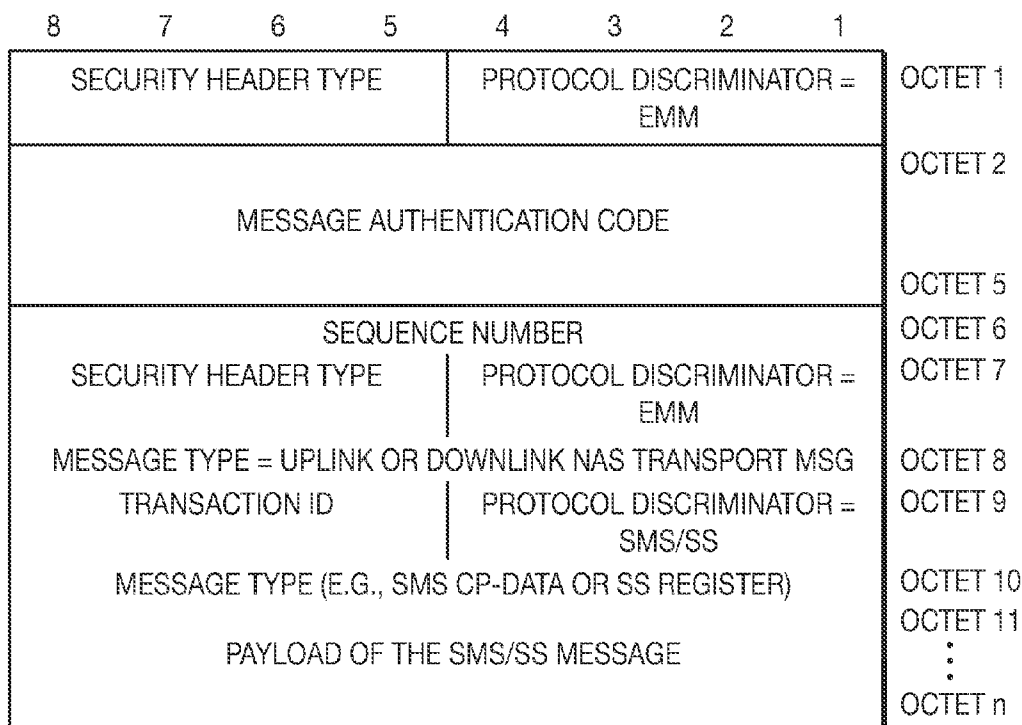 8 7 6 5 4 3 2 1
SECURITY HEADER TYPE PROTOCOL DISCRIMINATOR = OCTET 1
EMM
OCTET 2
MESSAGE AUTHENTICATION CODE
OCTET 5
SEQUENCE NUMBER OCTET 6
SECURITY HEADER TYPE PROTOCOL DISCRIMINATOR = OCTET 7
EMM
MESSAGE TYPE = UPLINK OR DOWNLINK NAS TRANSPORT MSG OCTET 8
TRANSACTION ID PROTOCOL DISCRIMINATOR = OCTET 9
SMS/SS
MESSAGE TYPE (E.G., SMS CP-DATA OR SS REGISTER) OCTET 10
OCTET 11
PAYLOAD OF THE SMS/SS MESSAGE
OCTET n